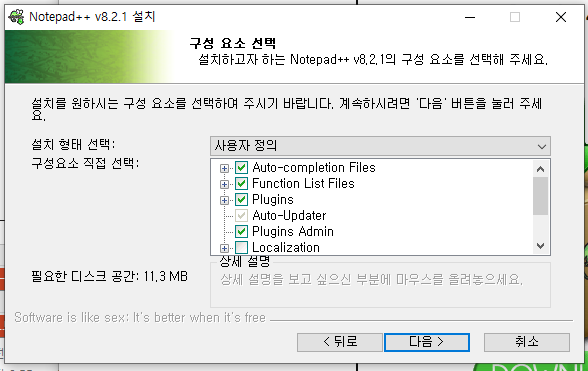 Notepad++ v8.2.1 설치
구성 요소 선택
설치하고자 하는 Notepad++ v8.2.1의 구성 요소를 선택해 주세요.
설치를 원하시는 구성 요소를 선택하며 주시기 바랍니다. 계속하시려면 '다음' 버튼을 눌러 주세
요.
설치 형태 선택:
사용자 정의
구성요소 직접 선택:
Auto-completion Files
Function List Files
Plugins
Auto-Updater
Plugins Admin
Localization
필요한 디스크 공간: 11.3 MB
상세 설명
상세 설명을 보고 싶으신 부분에 마우스를 올려놓으세요.
Software is like sex: It's better when it's free
< 뒤로
다음 >
취소